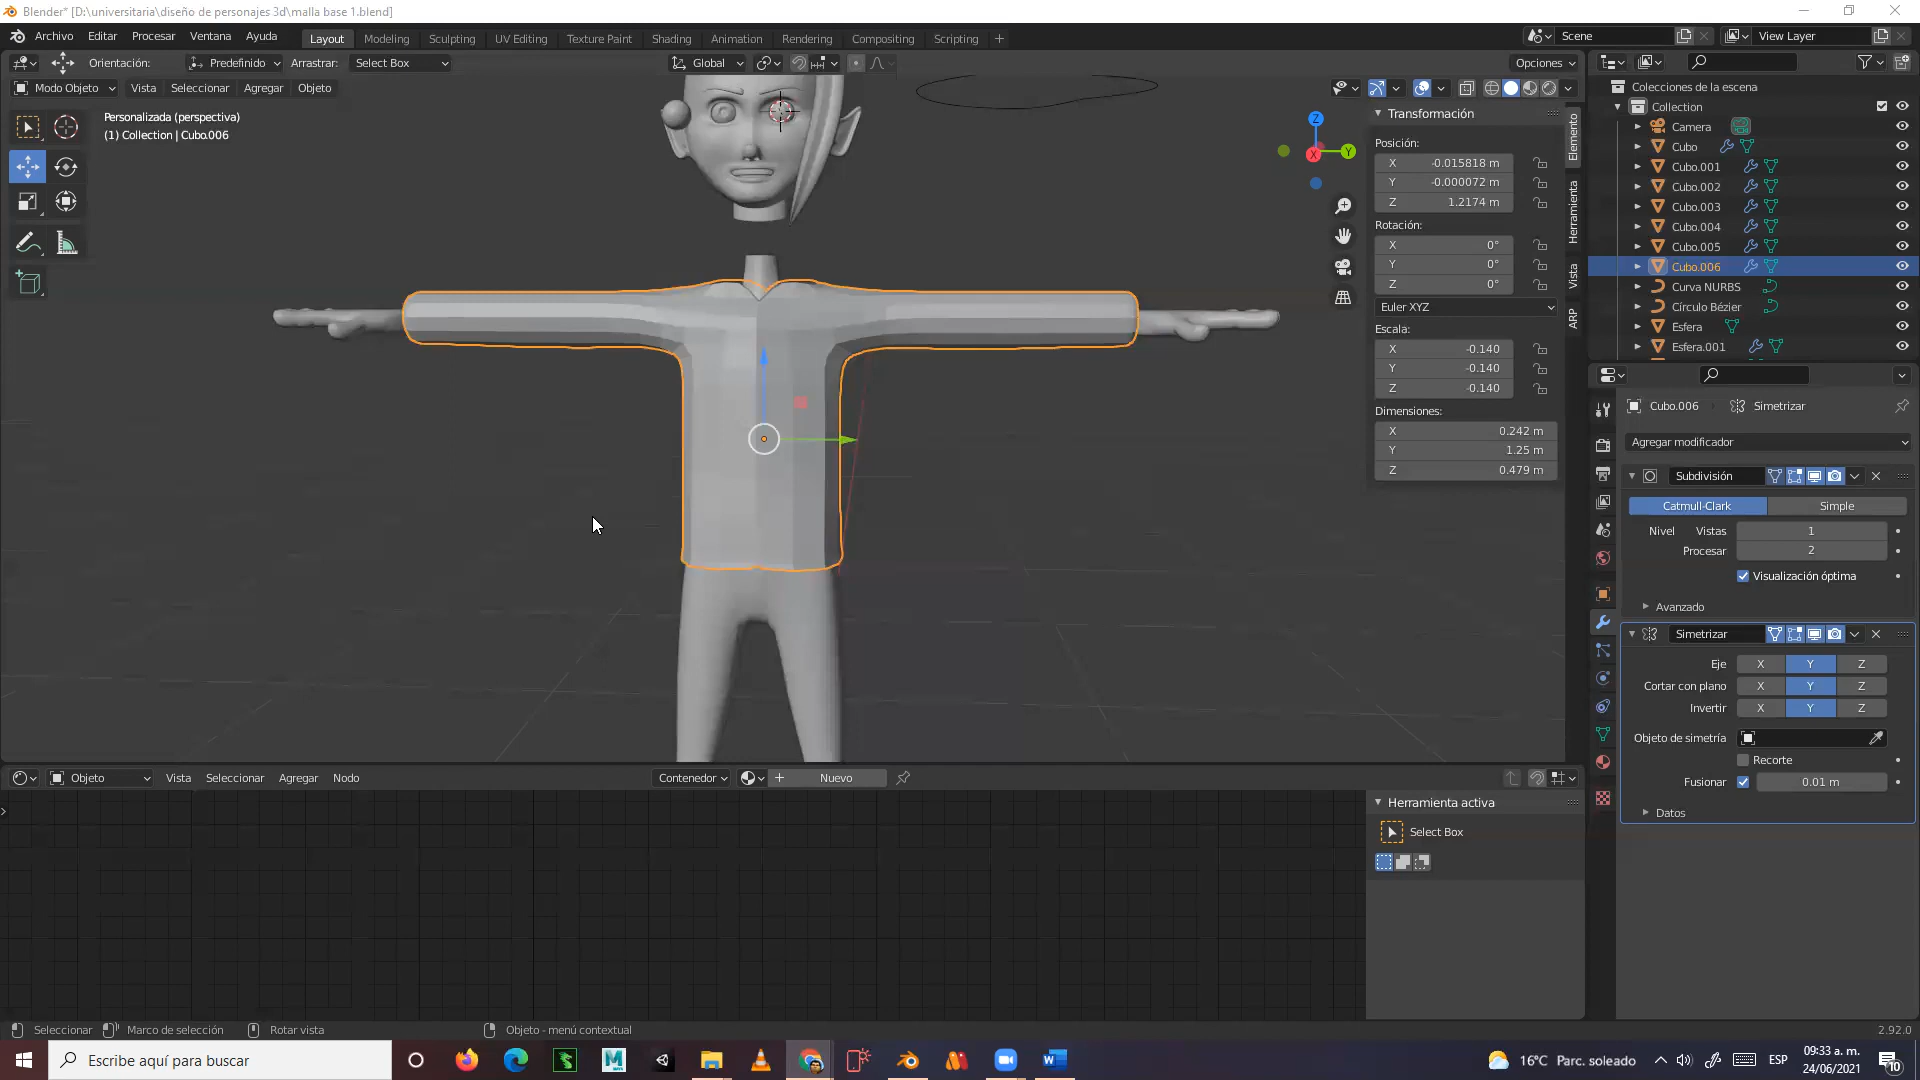 Blender* [D:\universitaria\diseño de personajes 3d\malla base 1.blend]
Archivo Editar Procesar Ventana Ayuda Layout Modeling Sculpting UV Editing Texture Paint Shading Animation Rendering Compositing Scripting + Scene View Layer
Orientación: Predefinido Arrastrar: Select Box Global Opciones
Modo Objeto Vista Seleccionar Agregar Objeto
Personalizada (perspectiva)
(1) Collection | Cubo.006
Z
Y
X
Transformación
Posición:
X -0.015818 m
Y -0.000072 m
Z 1.2174 m
Rotación:
X 0°
Y 0°
Z 0°
Euler XYZ
Escala:
X -0.140
Y -0.140
Z -0.140
Dimensiones:
X 0.242 m
Y 1.25 m
Z 0.479 m
Elemento
Herramienta
Vista
ARP
Colecciones de la escena
Collection
Camera
Cubo
Cubo.001
Cubo.002
Cubo.003
Cubo.004
Cubo.005
Cubo.006
Curva NURBS
Círculo Bézier
Esfera
Esfera.001
Cubo.006 Simetrizar
Agregar modificador
Subdivisión
Catmull-Clark Simple
Nivel Vistas 1
Procesar 2
Visualización óptima
Avanzado
Simetrizar
Eje X Y Z
Cortar con plano X Y Z
Invertir X Y Z
Objeto de simetría
Recorte
Fusionar 0.01 m
Datos
Objeto Vista Seleccionar Agregar Nodo Contenedor + Nuevo
Herramienta activa
Select Box
Seleccionar Marco de selección Rotar vista Objeto - menú contextual 2.92.0
Escribe aquí para buscar 16°C Parc. soleado ESP 09:33 a. m.
24/06/2021 10